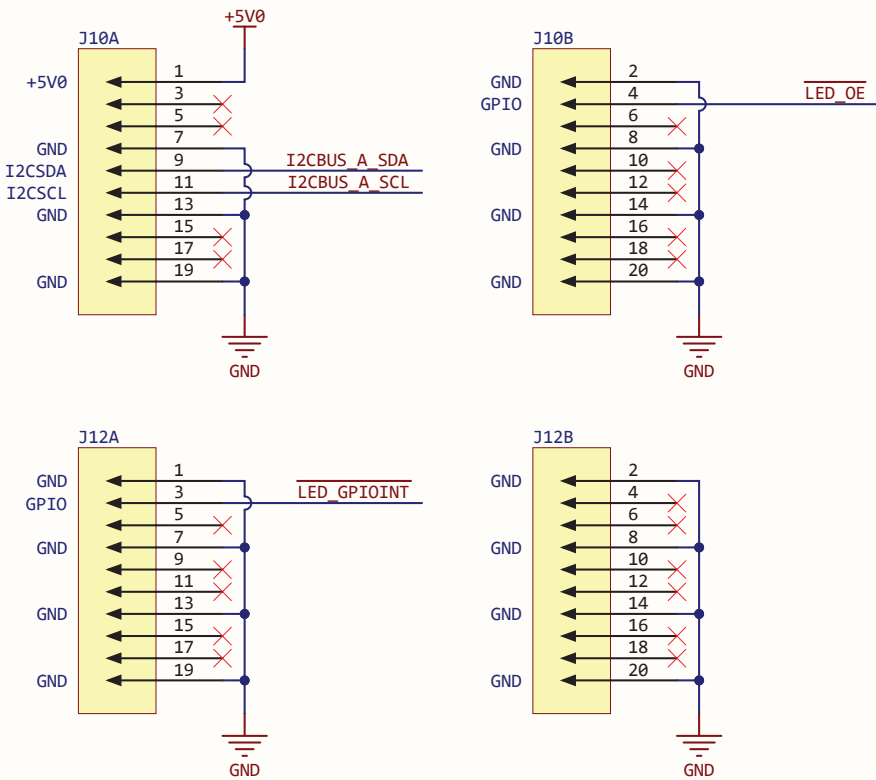 +5V0
J10A
+5V0
1
3
5
7
GND
I2CSDA
9
I2CBUS_A_SDA
I2CSCL
11
I2CBUS_A_SCL
GND
13
15
17
GND
19
GND
J10B
GND
2
GPIO
4
LED_OE
6
GND
8
10
12
GND
14
16
18
GND
20
GND
J12A
GND
1
GPIO
3
LED_GPIOINT
5
GND
7
9
11
GND
13
15
17
GND
19
GND
J12B
GND
2
4
6
GND
8
10
12
GND
14
16
18
GND
20
GND